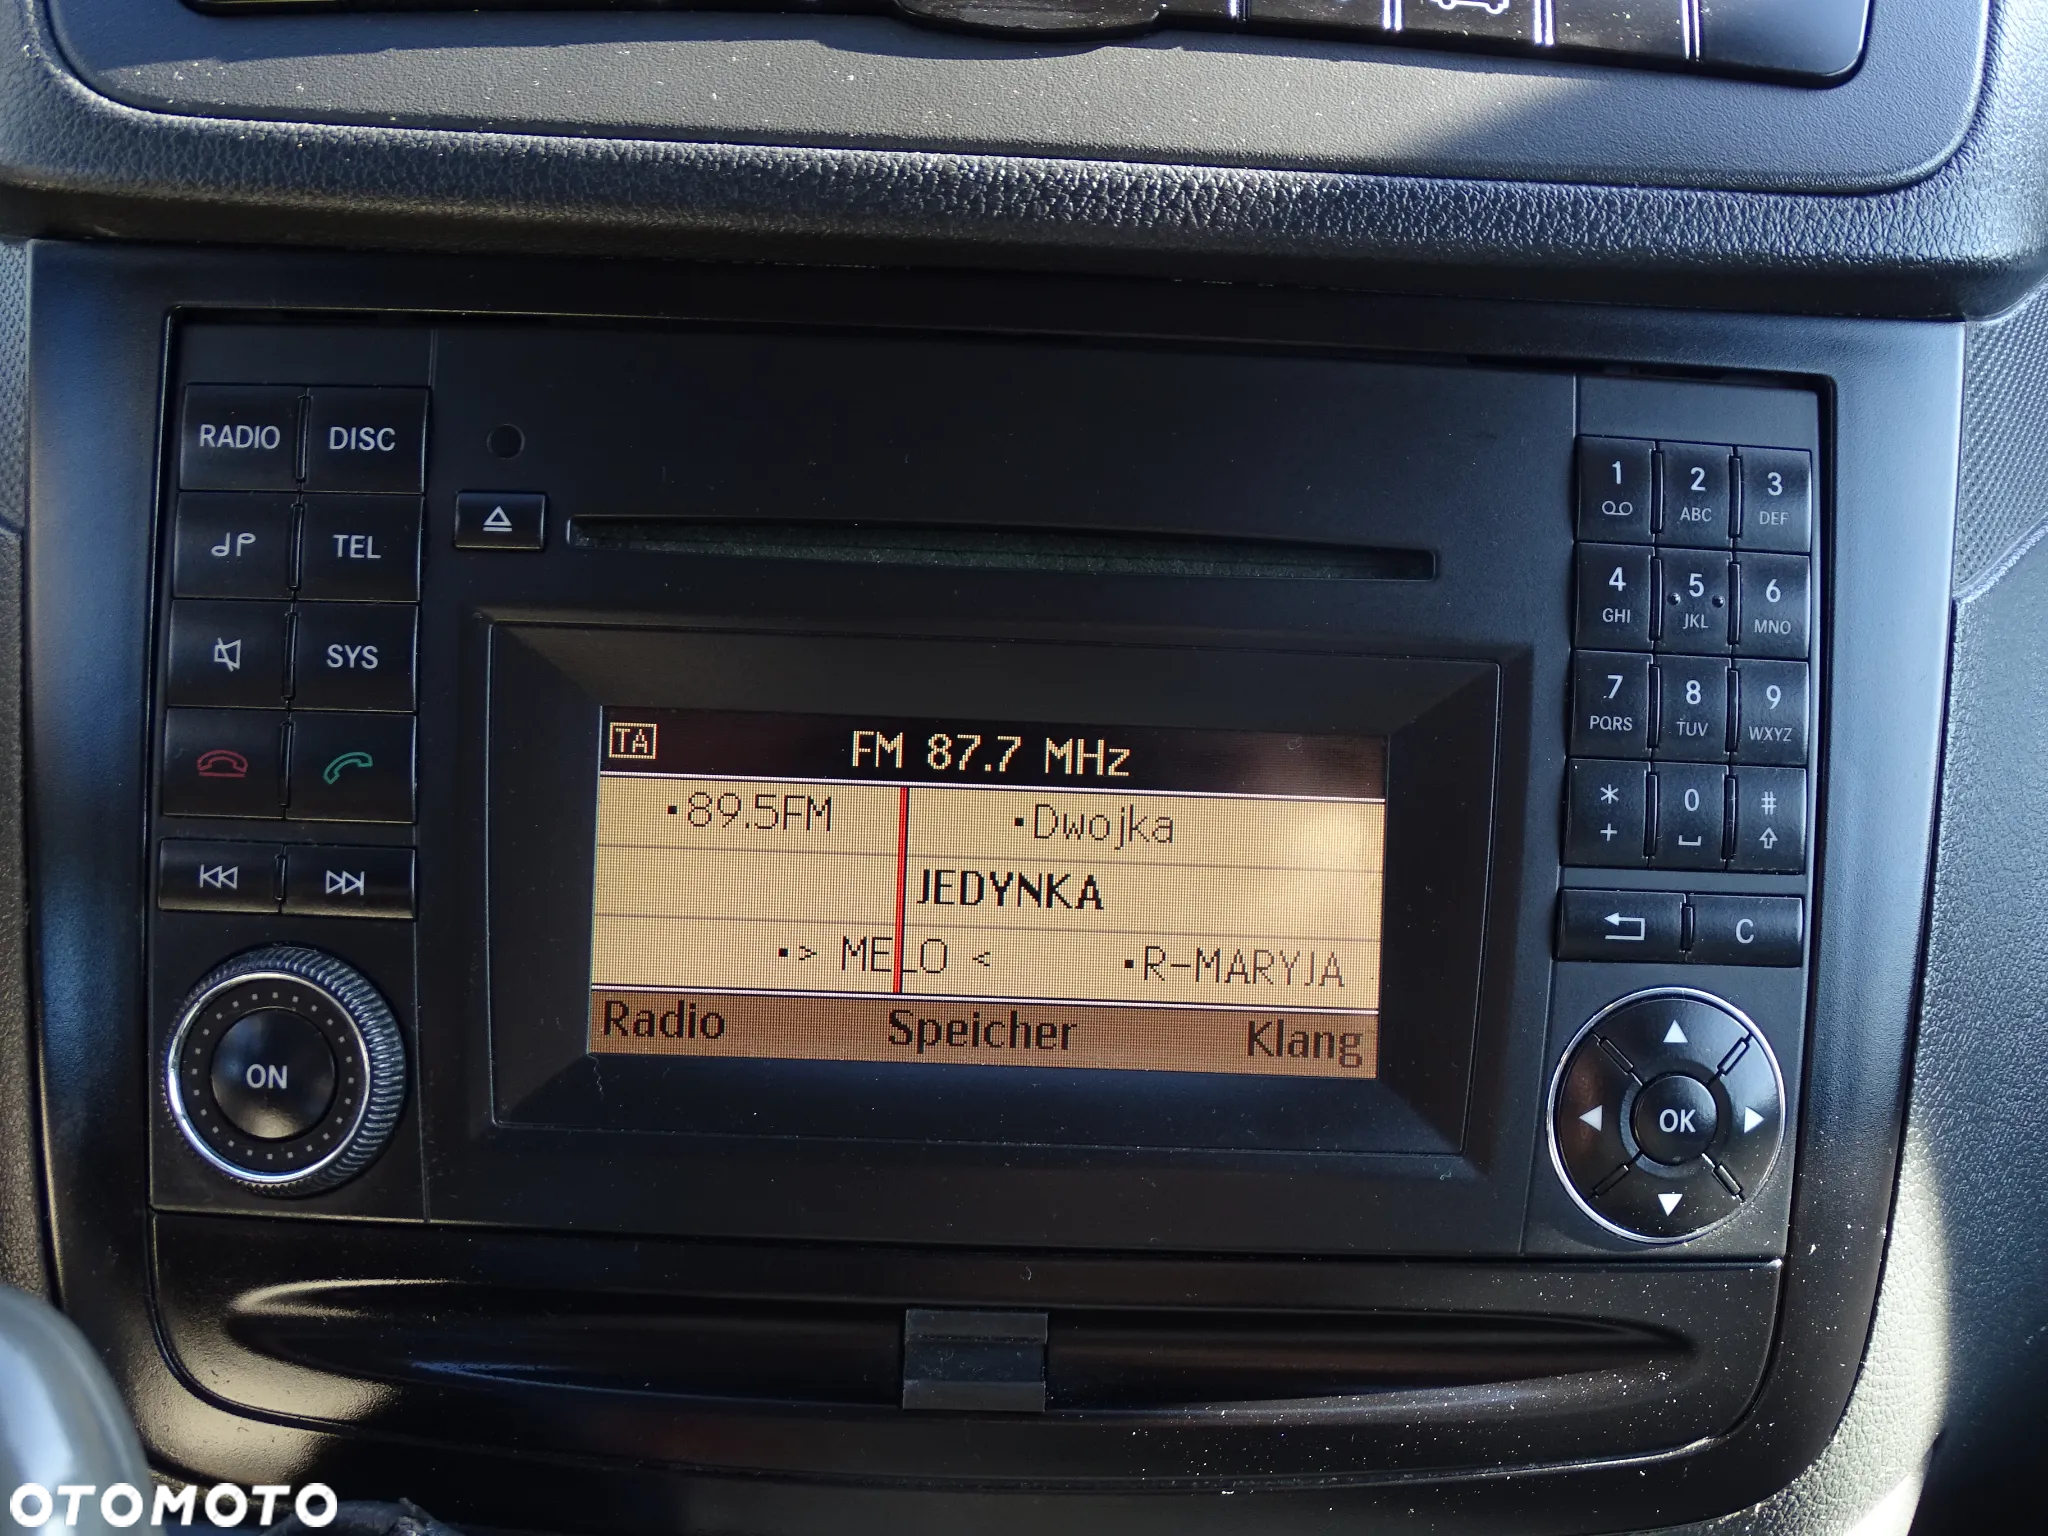 RADIO DISC
TEL
SYS
ON
TA FM 87.7 MHz
▪89.5FM ▪Dwojka
JEDYNKA
▪> MELO < ▪R-MARYJA
Radio Speicher Klang
1 2 ABC 3 DEF
4 GHI 5 JKL 6 MNO
7 PQRS 8 TUV 9 WXYZ
* + 0 #
C
OK
OTOMOTO